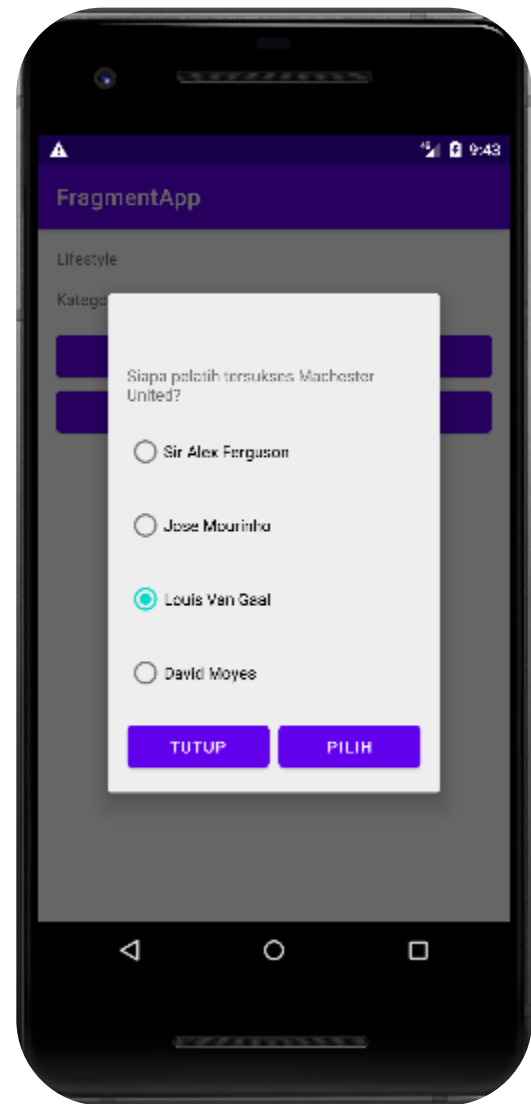 9:43
FragmentApp
Lifestyle
Katego
Siapa pelatih tersukses Machester
United?
Sir Alex Ferguson
Jose Mourinho
Louis Van Gaal
David Moyes
TUTUP PILIH